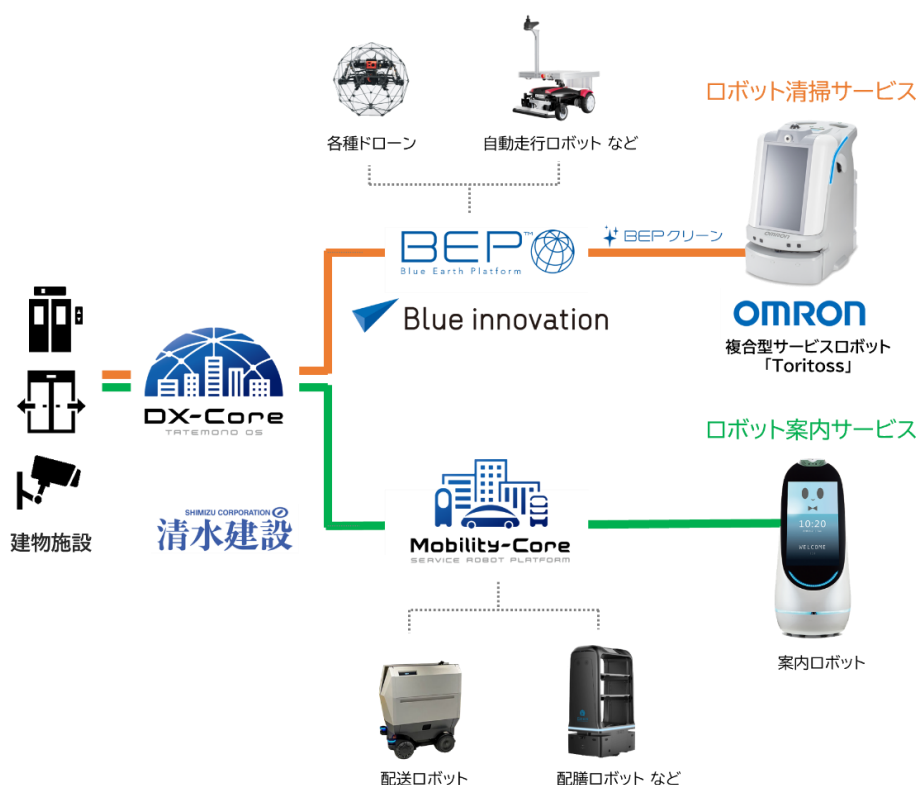 各種ドローン
自動走行ロボット など
ロボット清掃サービス
BEP™
Blue Earth Platform
BEPクリーン
Blue innovation
OMRON
複合型サービスロボット
「Toritoss」
DX-Core
TATEMONO OS
ロボット案内サービス
SHIMIZU CORPORATION
清水建設
建物施設
Mobility-Core
SERVICE ROBOT PLATFORM
10:20
WELCOME
案内ロボット
配送ロボット
配膳ロボット など